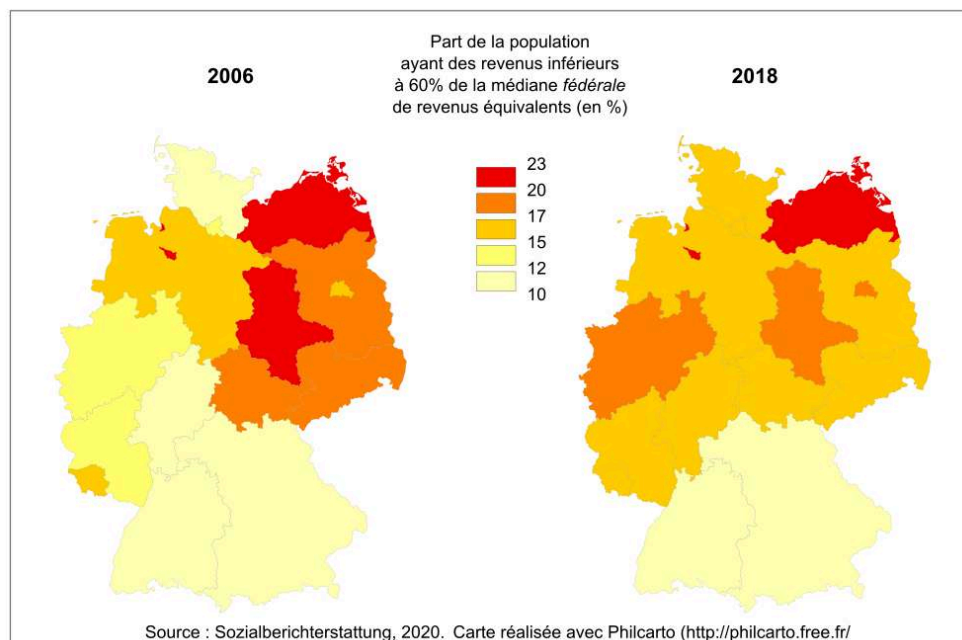 Part de la population
ayant des revenus inférieurs
à 60% de la médiane fédérale
de revenus équivalents (en %)
2006
2018
23
20
17
15
12
10
Source : Sozialberichterstattung, 2020. Carte réalisée avec Philcarto (http://philcarto.free.fr/